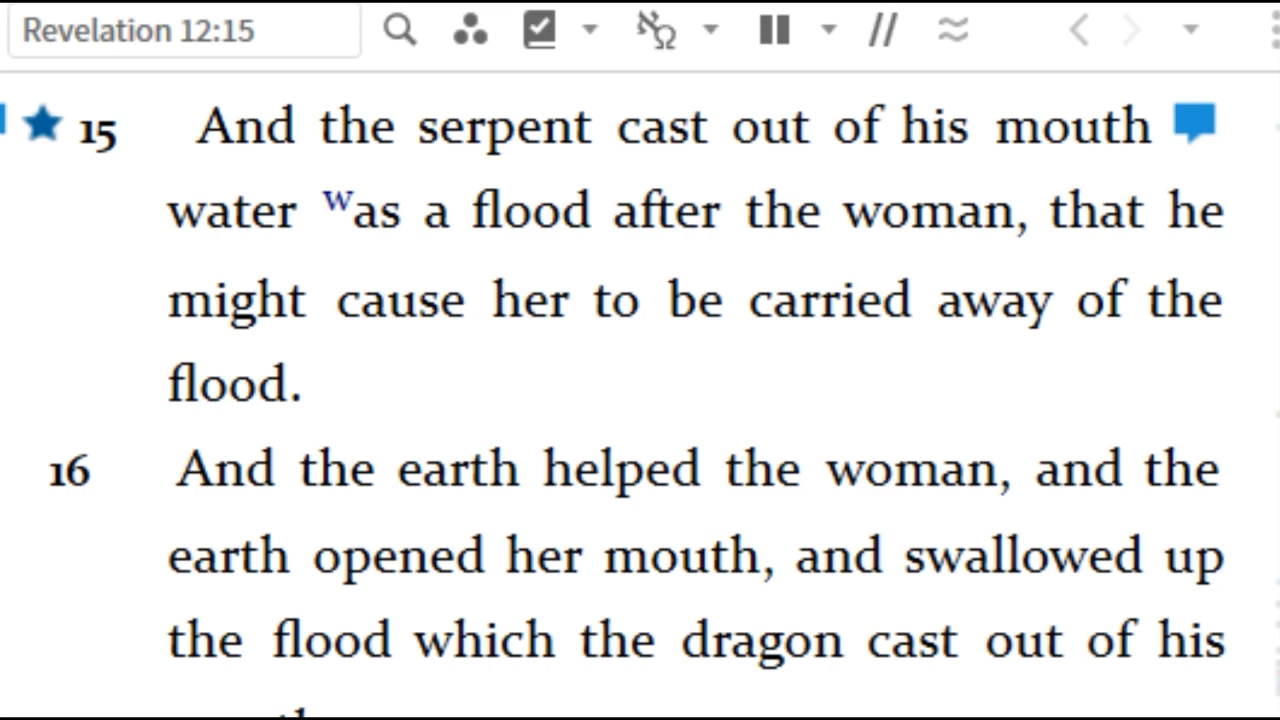 Revelation 12:15
15 And the serpent cast out of his mouth
water ʷas a flood after the woman, that he
might cause her to be carried away of the
flood.
16 And the earth helped the woman, and the
earth opened her mouth, and swallowed up
the flood which the dragon cast out of his